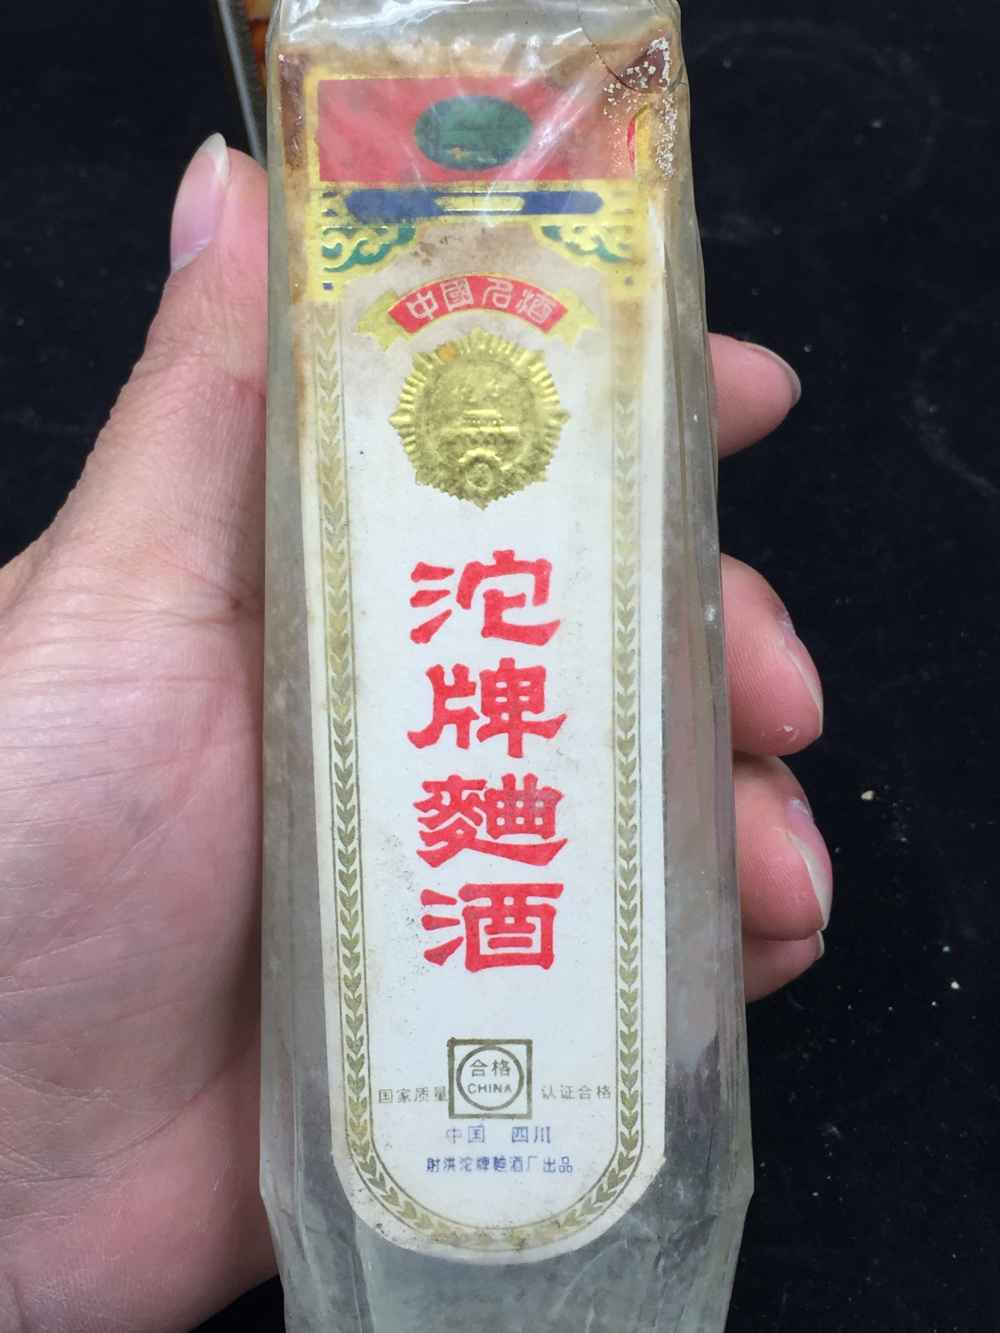 中國名酒
沱牌麯酒
合格
CHINA
国家质量 认证合格
中国 四川
射洪沱牌麯酒厂出品